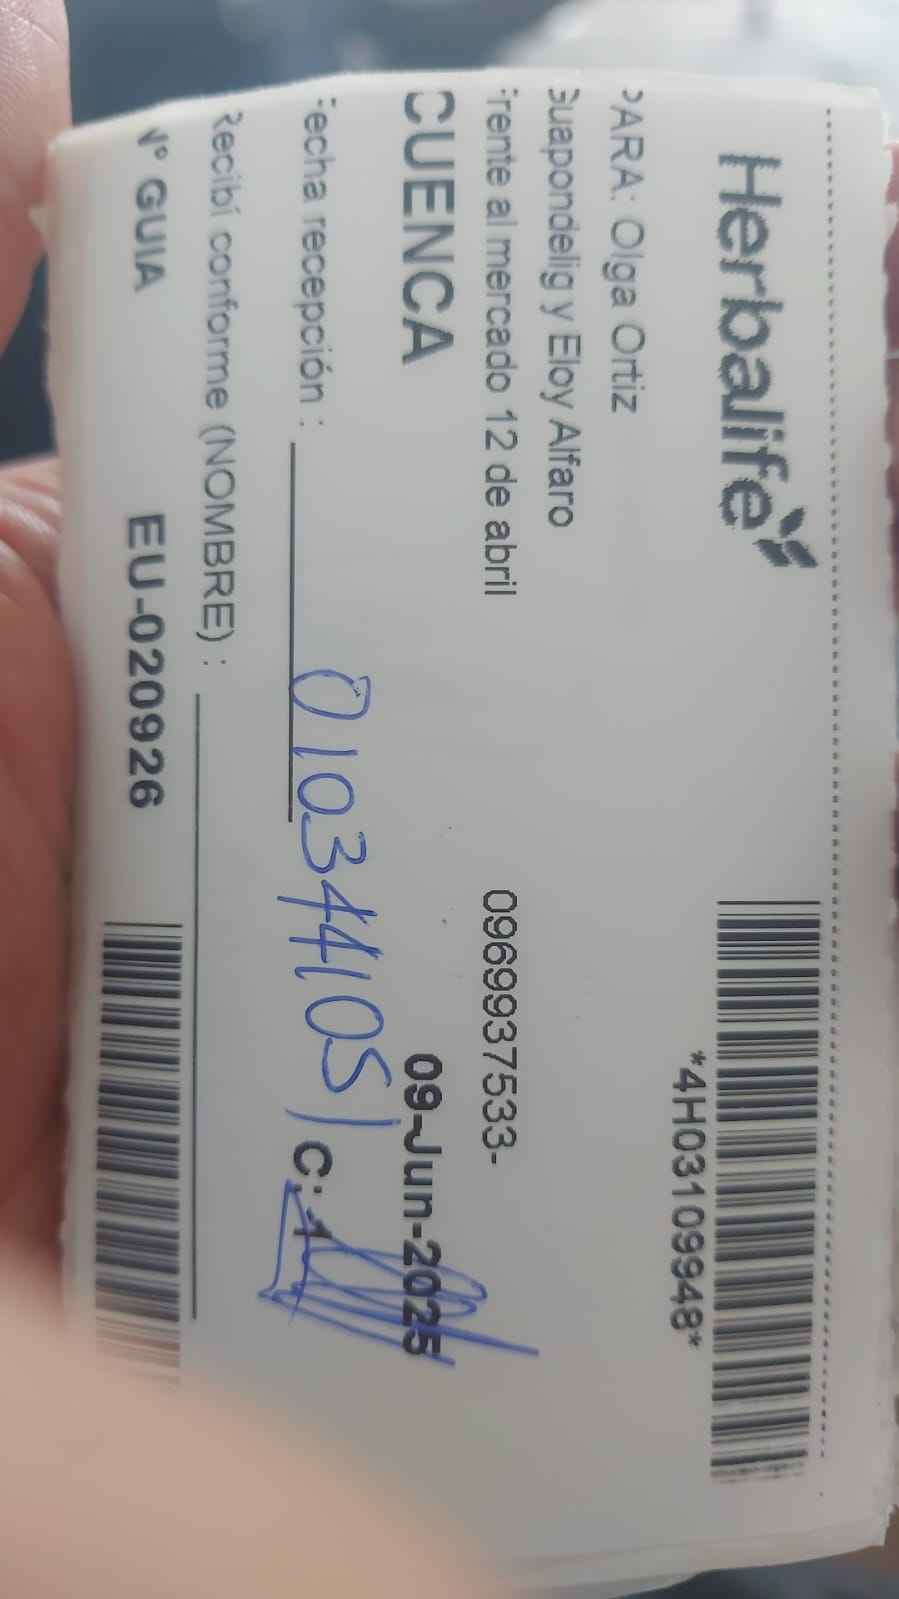 Herbalife
*4H03109948*
PARA: Olga Ortiz
Guapondelig y Eloy Alfaro
Frente al mercado 12 de abril 0969937533-
CUENCA 09-Jun-2025
Fecha recepción : 0103441051 C: 1
Recibí conforme (NOMBRE) :
N° GUIA EU-020926